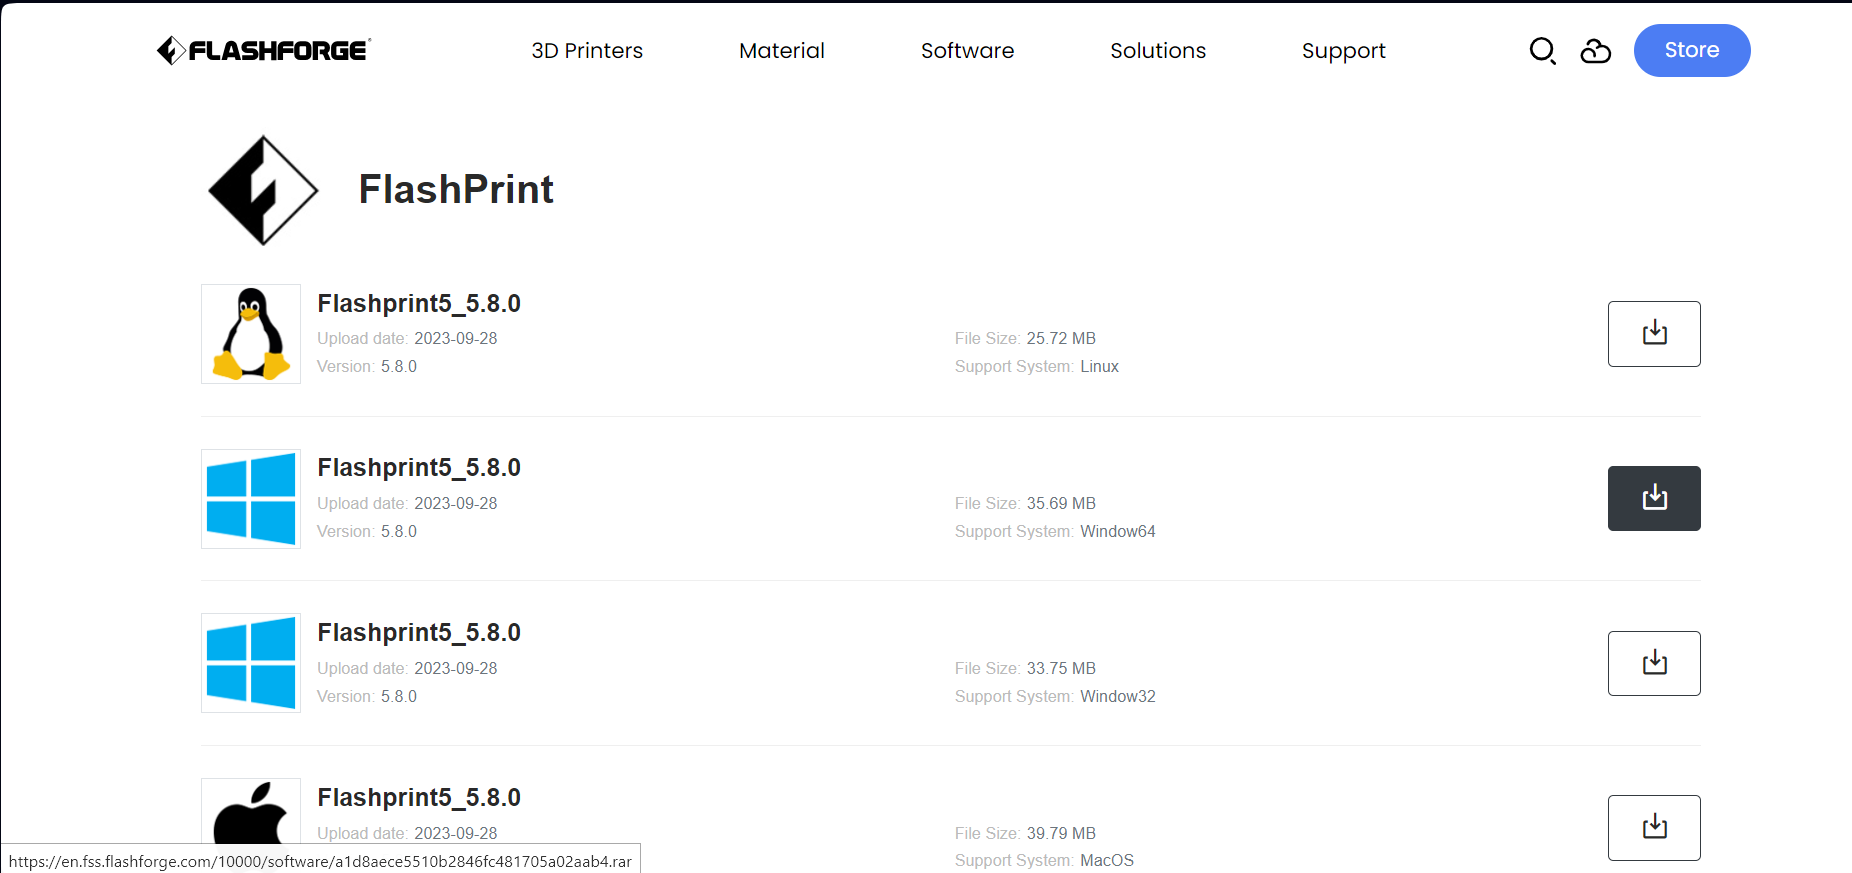 FLASHFORGE 3D Printers Material Software Solutions Support Store
FlashPrint
Flashprint5_5.8.0
Upload date: 2023-09-28 File Size: 25.72 MB
Version: 5.8.0 Support System: Linux
Flashprint5_5.8.0
Upload date: 2023-09-28 File Size: 35.69 MB
Version: 5.8.0 Support System: Window64
Flashprint5_5.8.0
Upload date: 2023-09-28 File Size: 33.75 MB
Version: 5.8.0 Support System: Window32
Flashprint5_5.8.0
Upload date: 2023-09-28 File Size: 39.79 MB
Support System: MacOS
https://en.fss.flashforge.com/10000/software/a1d8aece5510b2846fc481705a02aab4.rar